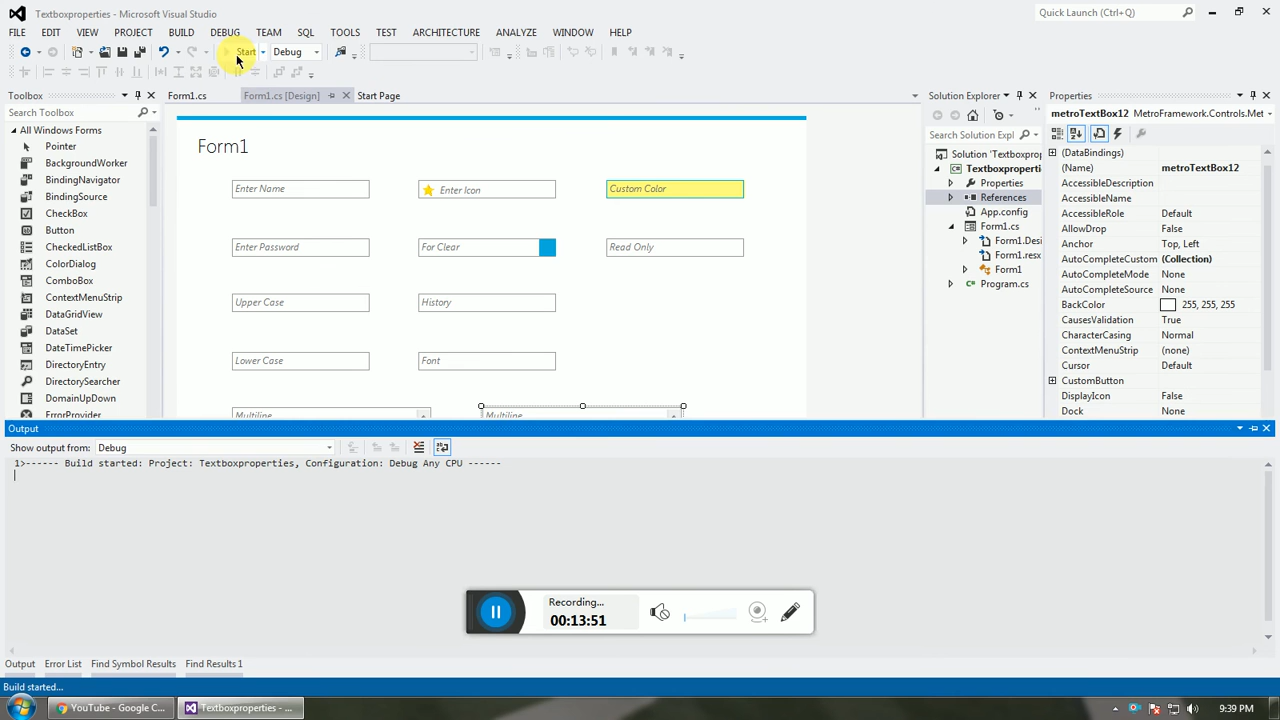 Textboxproperties - Microsoft Visual Studio
Quick Launch (Ctrl+Q)
FILE EDIT VIEW PROJECT BUILD DEBUG TEAM SQL TOOLS TEST ARCHITECTURE ANALYZE WINDOW HELP
Start Debug
Toolbox
Search Toolbox
All Windows Forms
Pointer
BackgroundWorker
BindingNavigator
BindingSource
CheckBox
Button
CheckedListBox
ColorDialog
ComboBox
ContextMenuStrip
DataGridView
DataSet
DateTimePicker
DirectoryEntry
DirectorySearcher
DomainUpDown
ErrorProvider
Form1.cs Form1.cs [Design] Start Page
Form1
Enter Name Enter Icon Custom Color
Enter Password For Clear Read Only
Upper Case History
Lower Case Font
Multiline Multiline
Solution Explorer
Search Solution Expl
Solution 'Textboxprop
Textboxproperti
Properties
References
App.config
Form1.cs
Form1.Desi
Form1.resx
Form1
Program.cs
Properties
metroTextBox12 MetroFramework.Controls.Met
(DataBindings)
(Name) metroTextBox12
AccessibleDescription
AccessibleName
AccessibleRole Default
AllowDrop False
Anchor Top, Left
AutoCompleteCustom (Collection)
AutoCompleteMode None
AutoCompleteSource None
BackColor 255, 255, 255
CausesValidation True
CharacterCasing Normal
ContextMenuStrip (none)
Cursor Default
CustomButton
DisplayIcon False
Dock None
Output
Show output from: Debug
1>------ Build started: Project: Textboxproperties, Configuration: Debug Any CPU ------
Recording...
00:13:51
Output Error List Find Symbol Results Find Results 1
Build started...
YouTube - Google C... Textboxproperties - ... 9:39 PM